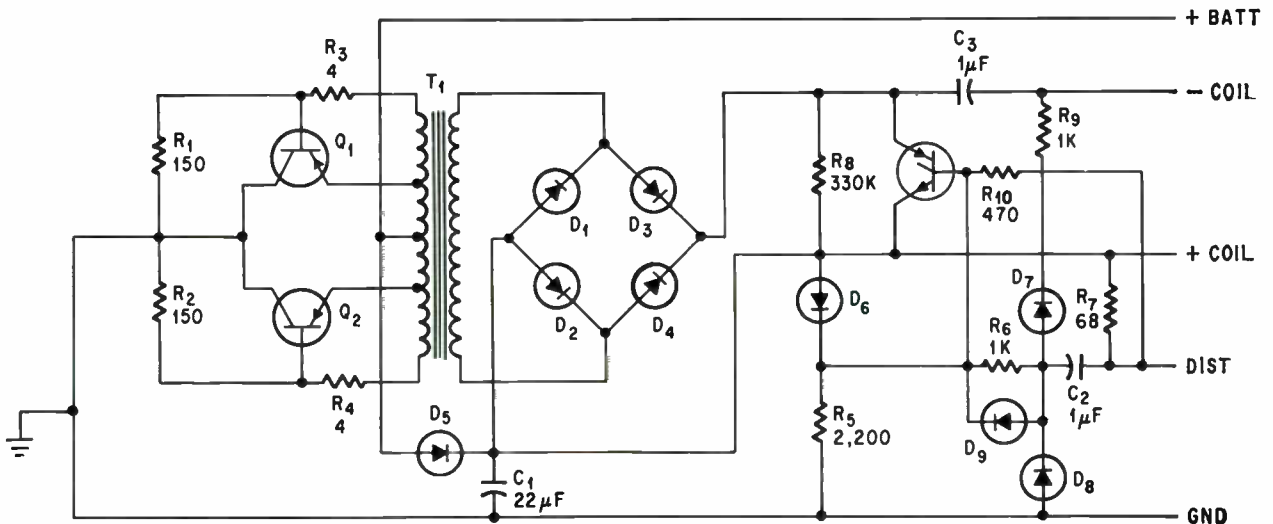 + BATT
R3
4
T1
C3
1µF
− COIL
R1
150
Q1
R9
1K
R8
330K
D1
D3
R10
470
+ COIL
R2
150
Q2
D2
D4
D6
D7
R7
68
R6
1K
DIST
R4
4
D5
R5
2,200
C2
1µF
D9
D8
C1
22µF
GND